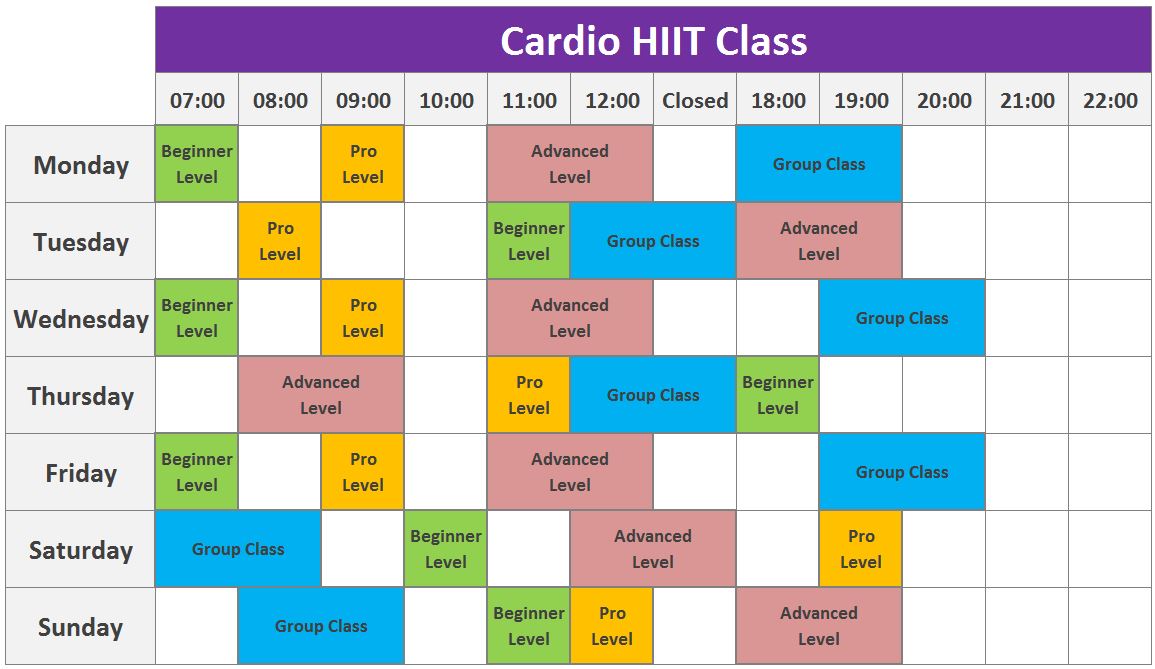 Cardio HIIT Class
07:00 08:00 09:00 10:00 11:00 12:00 Closed 18:00 19:00 20:00 21:00 22:00
Monday
Beginner
Level
Pro
Level
Advanced
Level
Group Class
Tuesday
Pro
Level
Beginner
Level
Group Class
Advanced
Level
Wednesday
Beginner
Level
Pro
Level
Advanced
Level
Group Class
Thursday
Advanced
Level
Pro
Level
Group Class
Beginner
Level
Friday
Beginner
Level
Pro
Level
Advanced
Level
Group Class
Saturday
Group Class
Beginner
Level
Advanced
Level
Pro
Level
Sunday
Group Class
Beginner
Level
Pro
Level
Advanced
Level